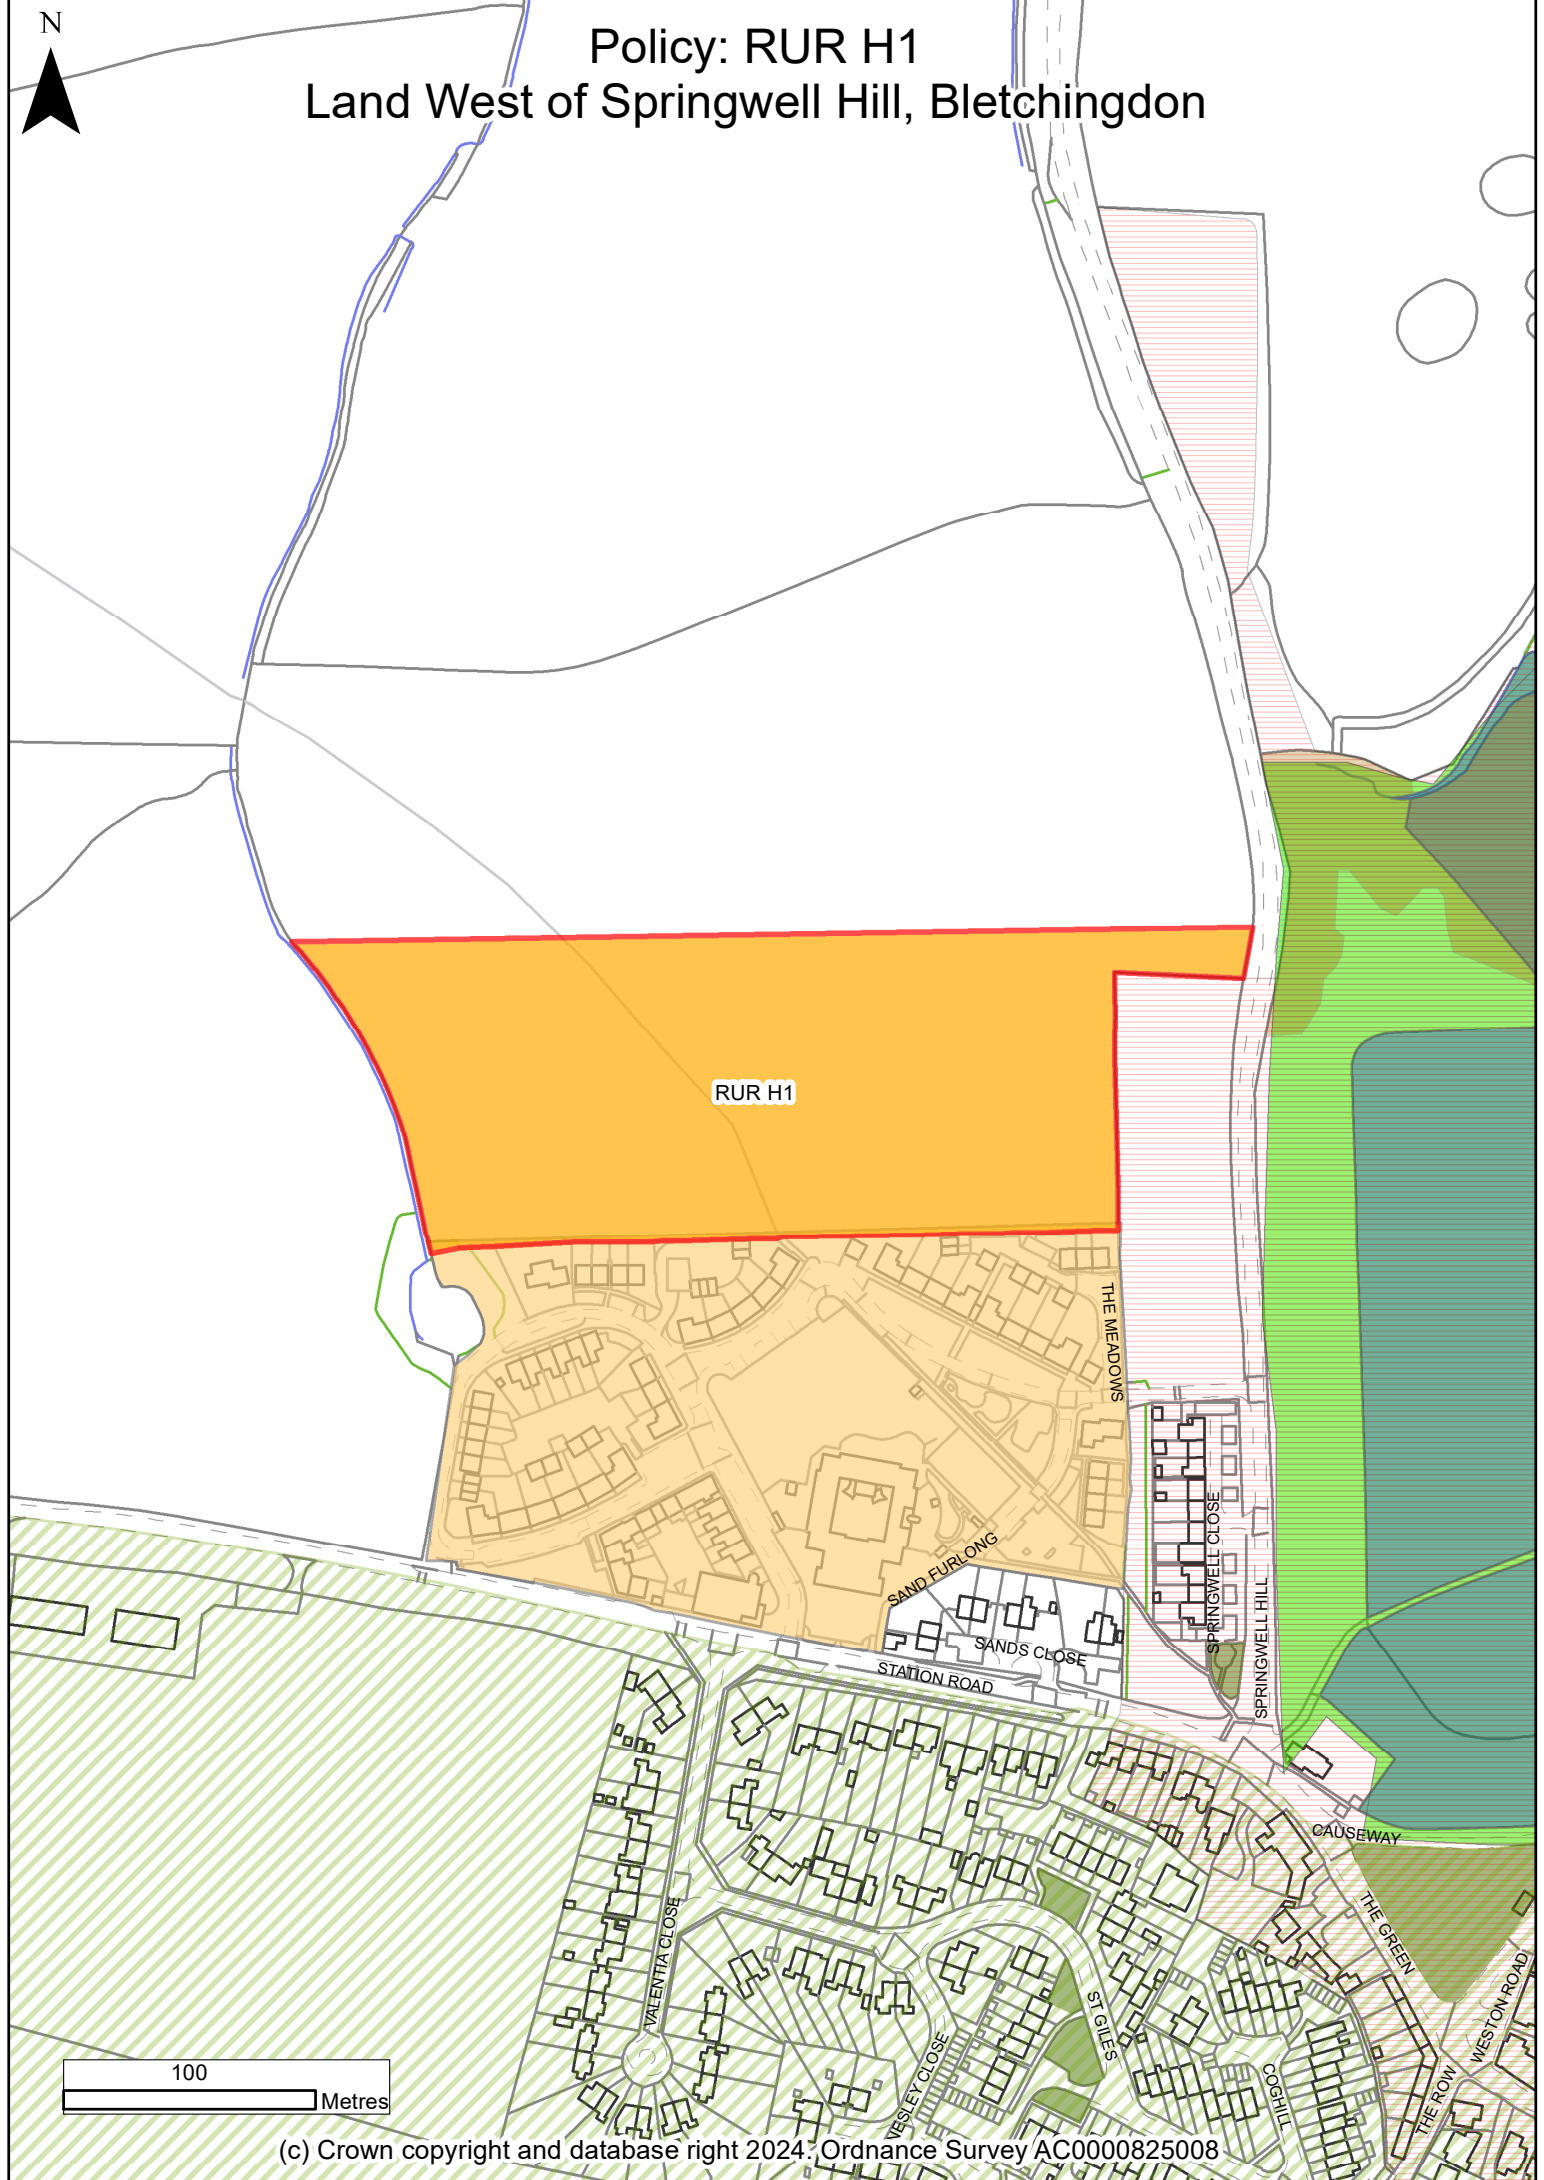 N
Policy: RUR H1
Land West of Springwell Hill, Bletchingdon
RUR H1
THE MEADOWS
SAND FURLONG
SPRINGWELL CLOSE
SPRINGWELL HILL
SANDS CLOSE
STATION ROAD
CAUSEWAY
THE GREEN
VALENTIA CLOSE
WESTON ROAD
ST GILES
NESLEY CLOSE
COGHILL
THE ROW
100
Metres
(c) Crown copyright and database right 2024. Ordnance Survey AC0000825008